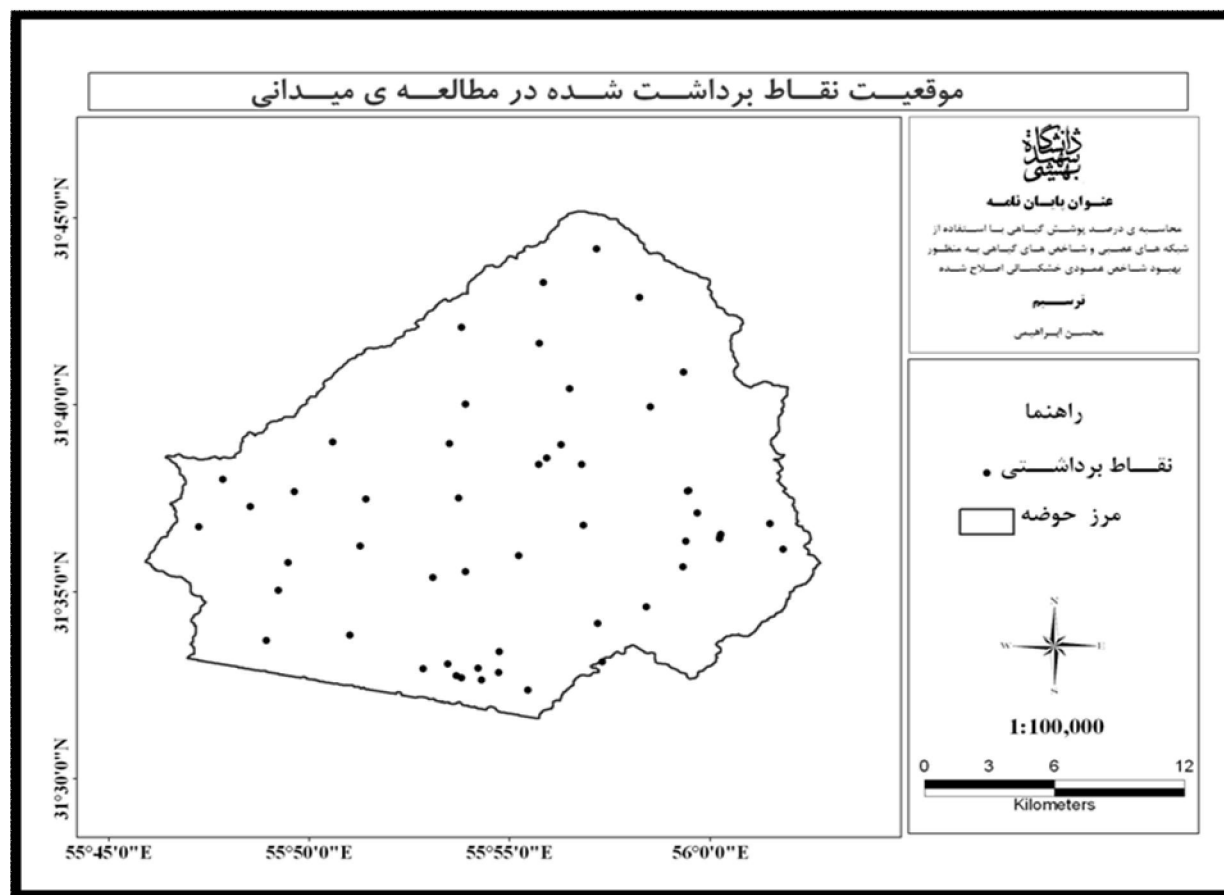 موقعیت نقاط برداشت شده در مطالعه ی میدانی
دانشگاه
شهید
بهشتی
عنوان پایان نامه
محاسبه ی درصد پوشش گیاهی با استفاده از
شبکه های عصبی و شاخص های گیاهی به منظور
بهبود شاخص عمودی خشکسالی اصلاح شده
ترسیم
محسن ابراهیمی
راهنما
نقاط برداشتی
مرز حوضه
N
W E
S
1:100,000
0 3 6 12
Kilometers
31°45'0"N
31°40'0"N
31°35'0"N
31°30'0"N
55°45'0"E 55°50'0"E 55°55'0"E 56°0'0"E